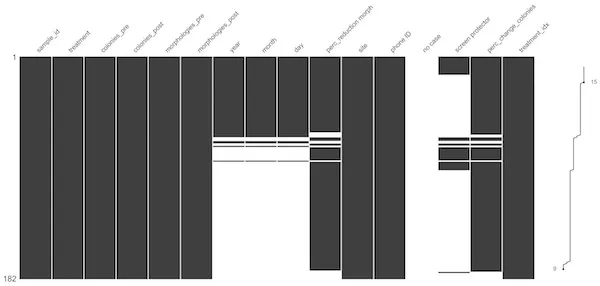 sample_id
treatment
colonies_pre
colonies_post
morphologies_pre
morphologies_post
year
month
day
perc_reduction morph
site
phone ID
no case
screen protector
perc_change_colonies
treatment_idx
1
15
9
182